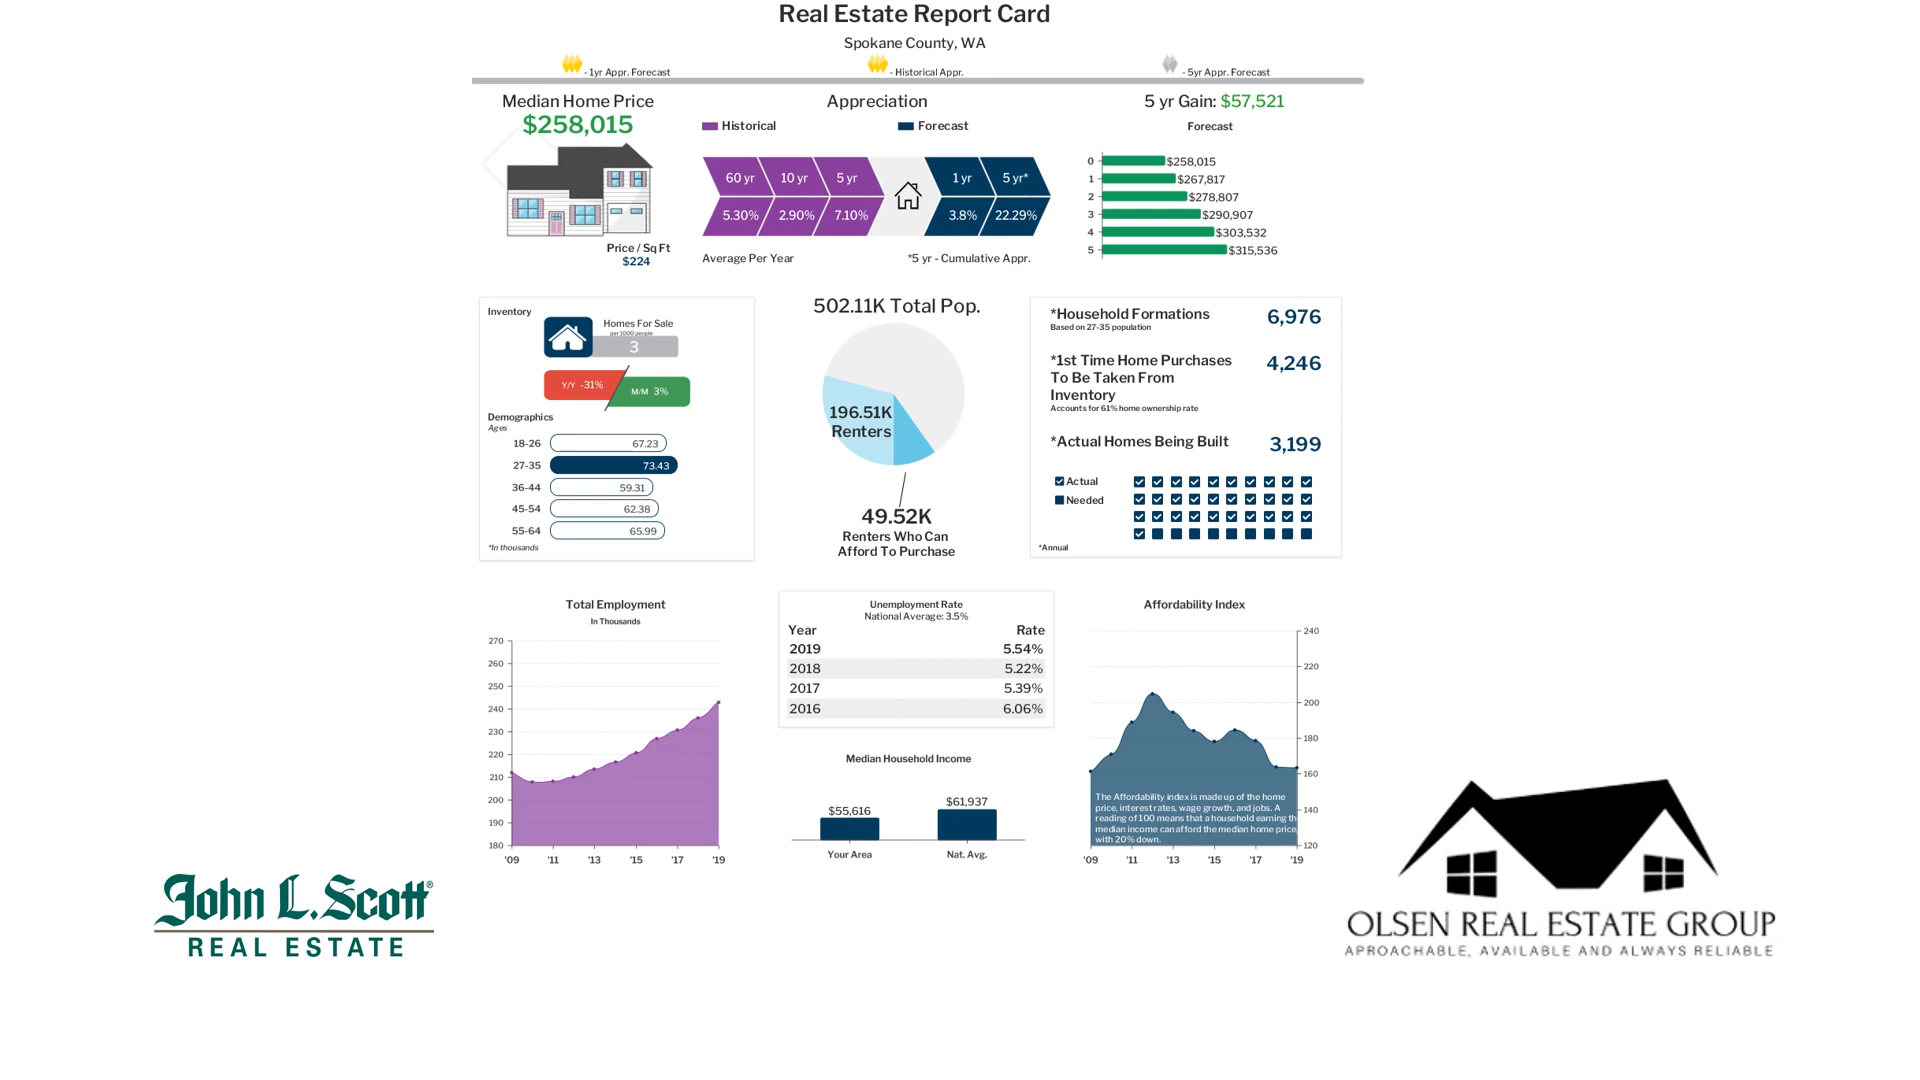 Real Estate Report Card
Spokane County, WA
- 1yr Appr. Forecast
- Historical Appr.
- 5yr Appr. Forecast
Median Home Price
$258,015
Price / Sq Ft
$224
Appreciation
Historical
Forecast
60 yr 10 yr 5 yr 1 yr 5 yr*
5.30% 2.90% 7.10% 3.8% 22.29%
Average Per Year
*5 yr - Cumulative Appr.
5 yr Gain: $57,521
Forecast
0 $258,015
1 $267,817
2 $278,807
3 $290,907
4 $303,532
5 $315,536
Inventory
Homes For Sale
per 1000 people
3
Y/Y -31%
M/M 3%
Demographics
Ages
18-26 67.23
27-35 73.43
36-44 59.31
45-54 62.38
55-64 65.99
*In thousands
502.11K Total Pop.
196.51K
Renters
49.52K
Renters Who Can
Afford To Purchase
*Household Formations 6,976
Based on 27-35 population
*1st Time Home Purchases 4,246
To Be Taken From
Inventory
Accounts for 61% home ownership rate
*Actual Homes Being Built 3,199
Actual
Needed
*Annual
Total Employment
In Thousands
270
260
250
240
230
220
210
200
190
180
'09 '11 '13 '15 '17 '19
Unemployment Rate
National Average: 3.5%
Year Rate
2019 5.54%
2018 5.22%
2017 5.39%
2016 6.06%
Median Household Income
$55,616 $61,937
Your Area Nat. Avg.
Affordability Index
240
220
200
180
160
140
120
The Affordability index is made up of the home
price, interest rates, wage growth, and jobs. A
reading of 100 means that a household earning th
median income can afford the median home price,
with 20% down.
'09 '11 '13 '15 '17 '19
John L. Scott®
REAL ESTATE
OLSEN REAL ESTATE GROUP
APROACHABLE, AVAILABLE AND ALWAYS RELIABLE